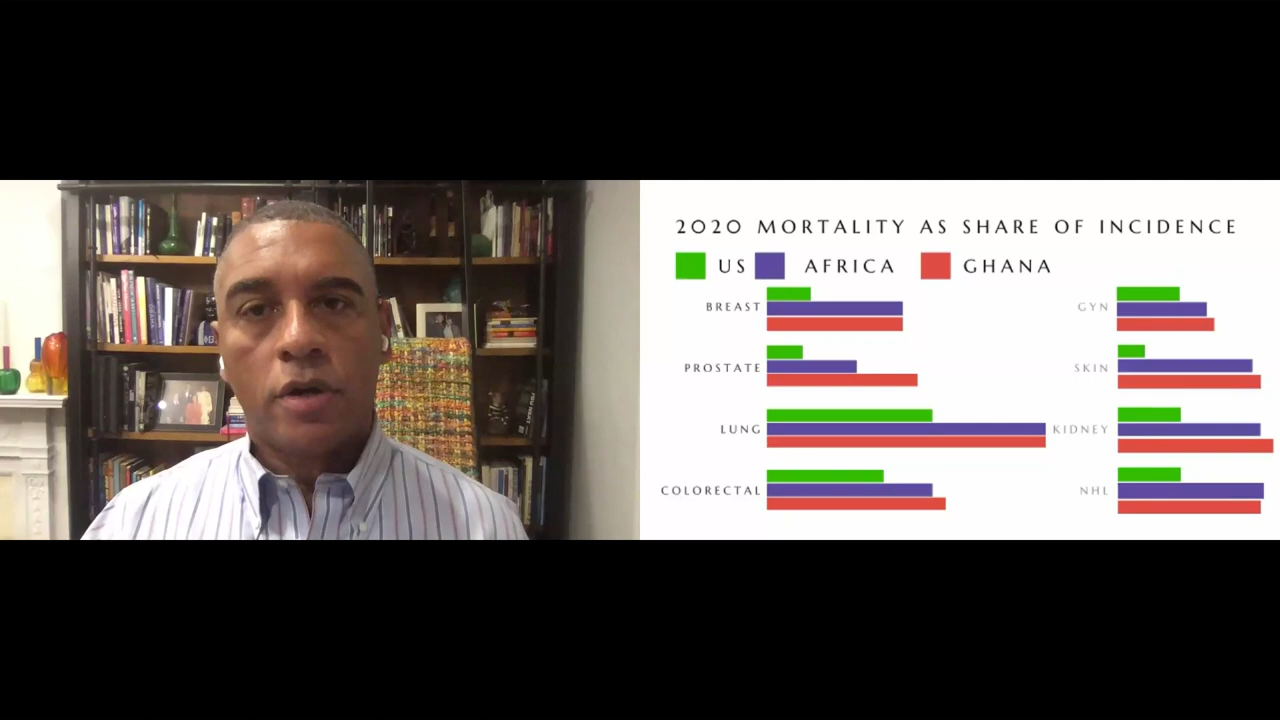 2020 MORTALITY AS SHARE OF INCIDENCE
US AFRICA GHANA
BREAST
PROSTATE
LUNG
COLORECTAL
GYN
SKIN
KIDNEY
NHL